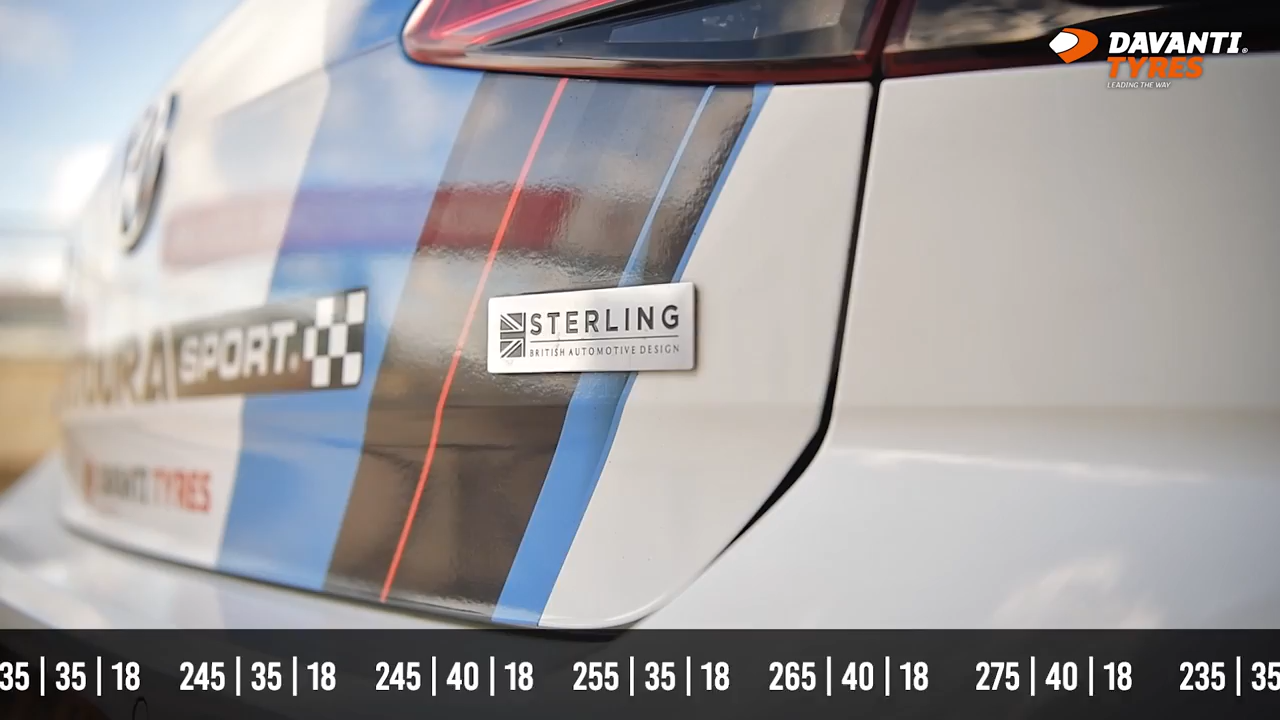 DAVANTI®
TYRES
LEADING THE WAY
STERLING
BRITISH AUTOMOTIVE DESIGN
SPORT.
TYRES
35 | 35 | 18 245 | 35 | 18 245 | 40 | 18 255 | 35 | 18 265 | 40 | 18 275 | 40 | 18 235 | 35